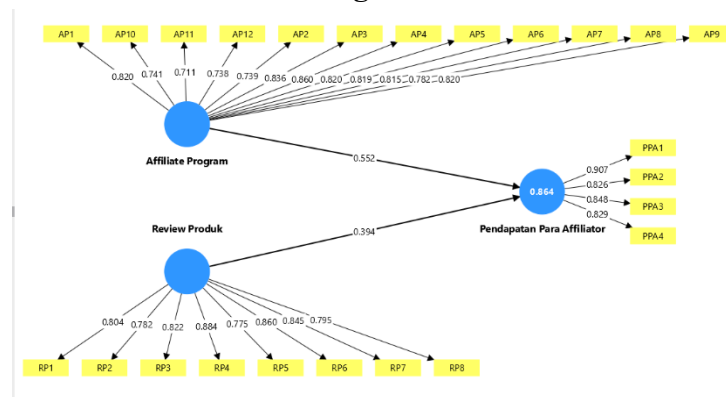 AP1 AP10 AP11 AP12 AP2 AP3 AP4 AP5 AP6 AP7 AP8 AP9
0.820 0.741 0.711 0.738 0.739 0.836 0.860 0.820 0.819 0.815 0.782 0.820
Affiliate Program
0.552
PPA1
0.907
PPA2
0.826
0.864
0.848
PPA3
0.829
PPA4
Review Produk
Pendapatan Para Affiliator
0.394
0.804 0.782 0.822 0.884 0.775 0.860 0.845 0.795
RP1 RP2 RP3 RP4 RP5 RP6 RP7 RP8